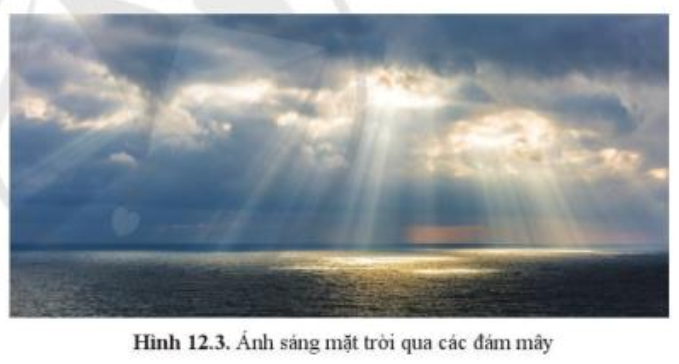 Hình 12.3. Ánh sáng mặt trời qua các đám mây